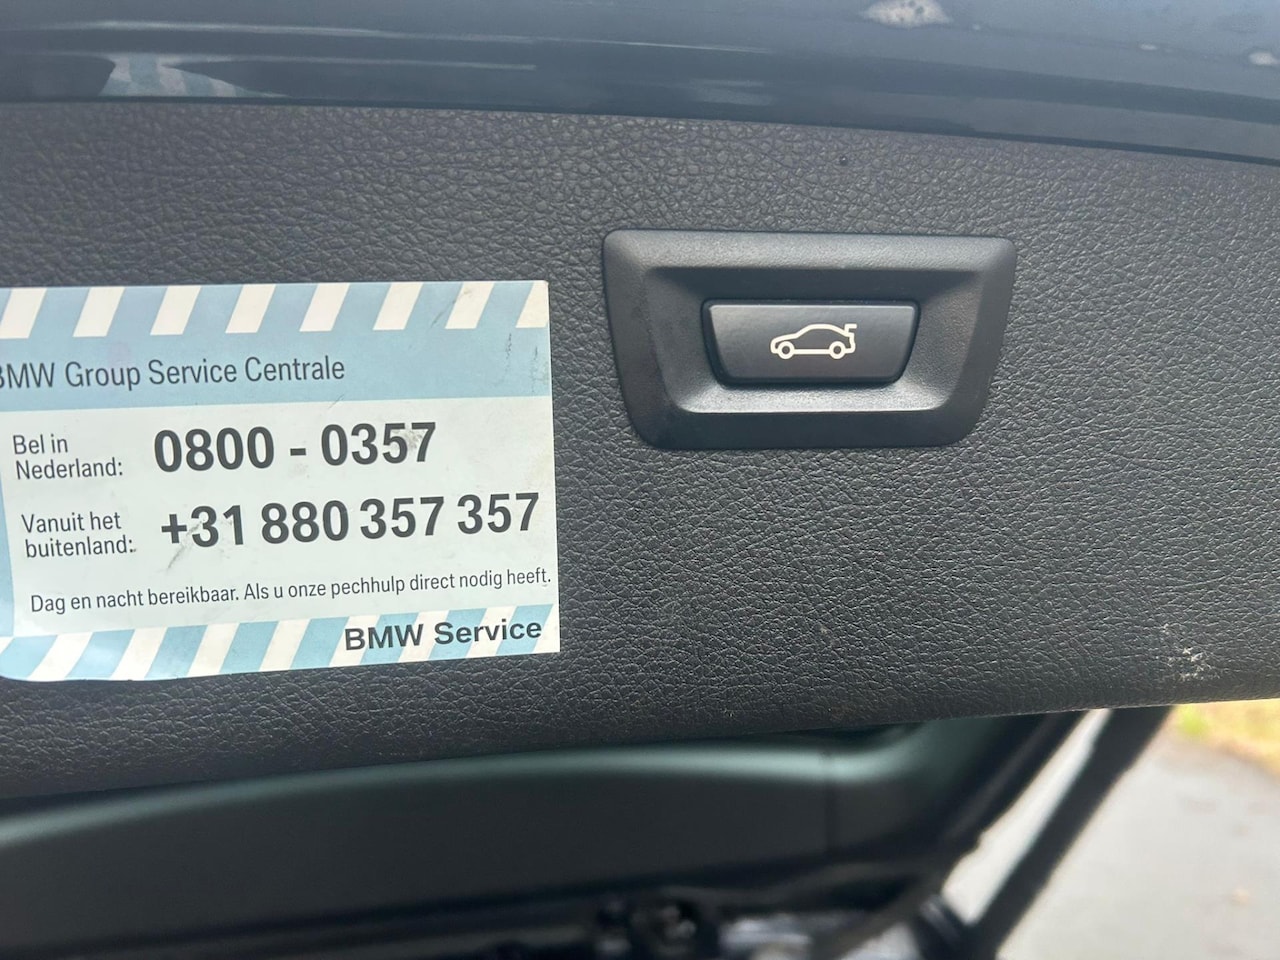 BMW Group Service Centrale
Bel in
Nederland:
0800 - 0357
Vanuit het
buitenland:
+31 880 357 357
Dag en nacht bereikbaar. Als u onze pechhulp direct nodig heeft.
BMW Service